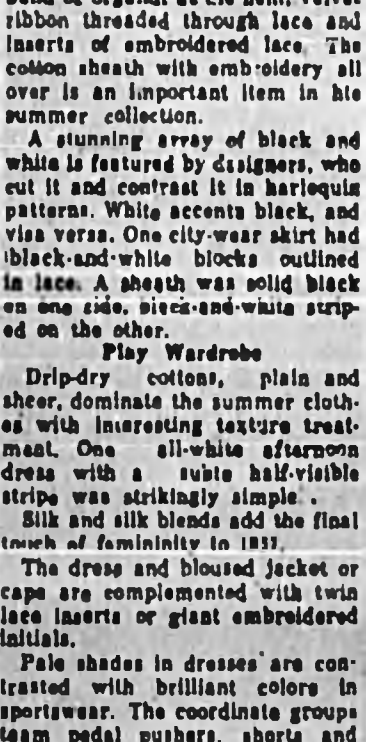 ribbon threaded through lace and
inserts of embroidered lace. The
cotton sheath with embroidery all
over is an important item in hte
summer collection.
A stunning array of black and
white is featured by designers, who
cut it and contrast it in harlequin
patterns. White accents black, and
visa versa. One city-wear skirt had
black-and-white blocks outlined
in lace. A sheath was solid black
on one side, black-and-white strip-
ed on the other.
Play Wardrobe
Drip-dry cottons, plain and
sheer, dominate the summer cloth-
es with interesting texture treat-
ment. One all-white afternoon
dress with a half-visible
stripe was strikingly simple .
Silk and silk blends add the final
touch of femininity to
The dress and bloused jacket or
cape are complemented with twin
lace inserts or giant embroidered
initials.
Pale shades in dresses are con-
trasted with brilliant colors in
sportswear. The coordinate groups
team pedal pushers, shorts and